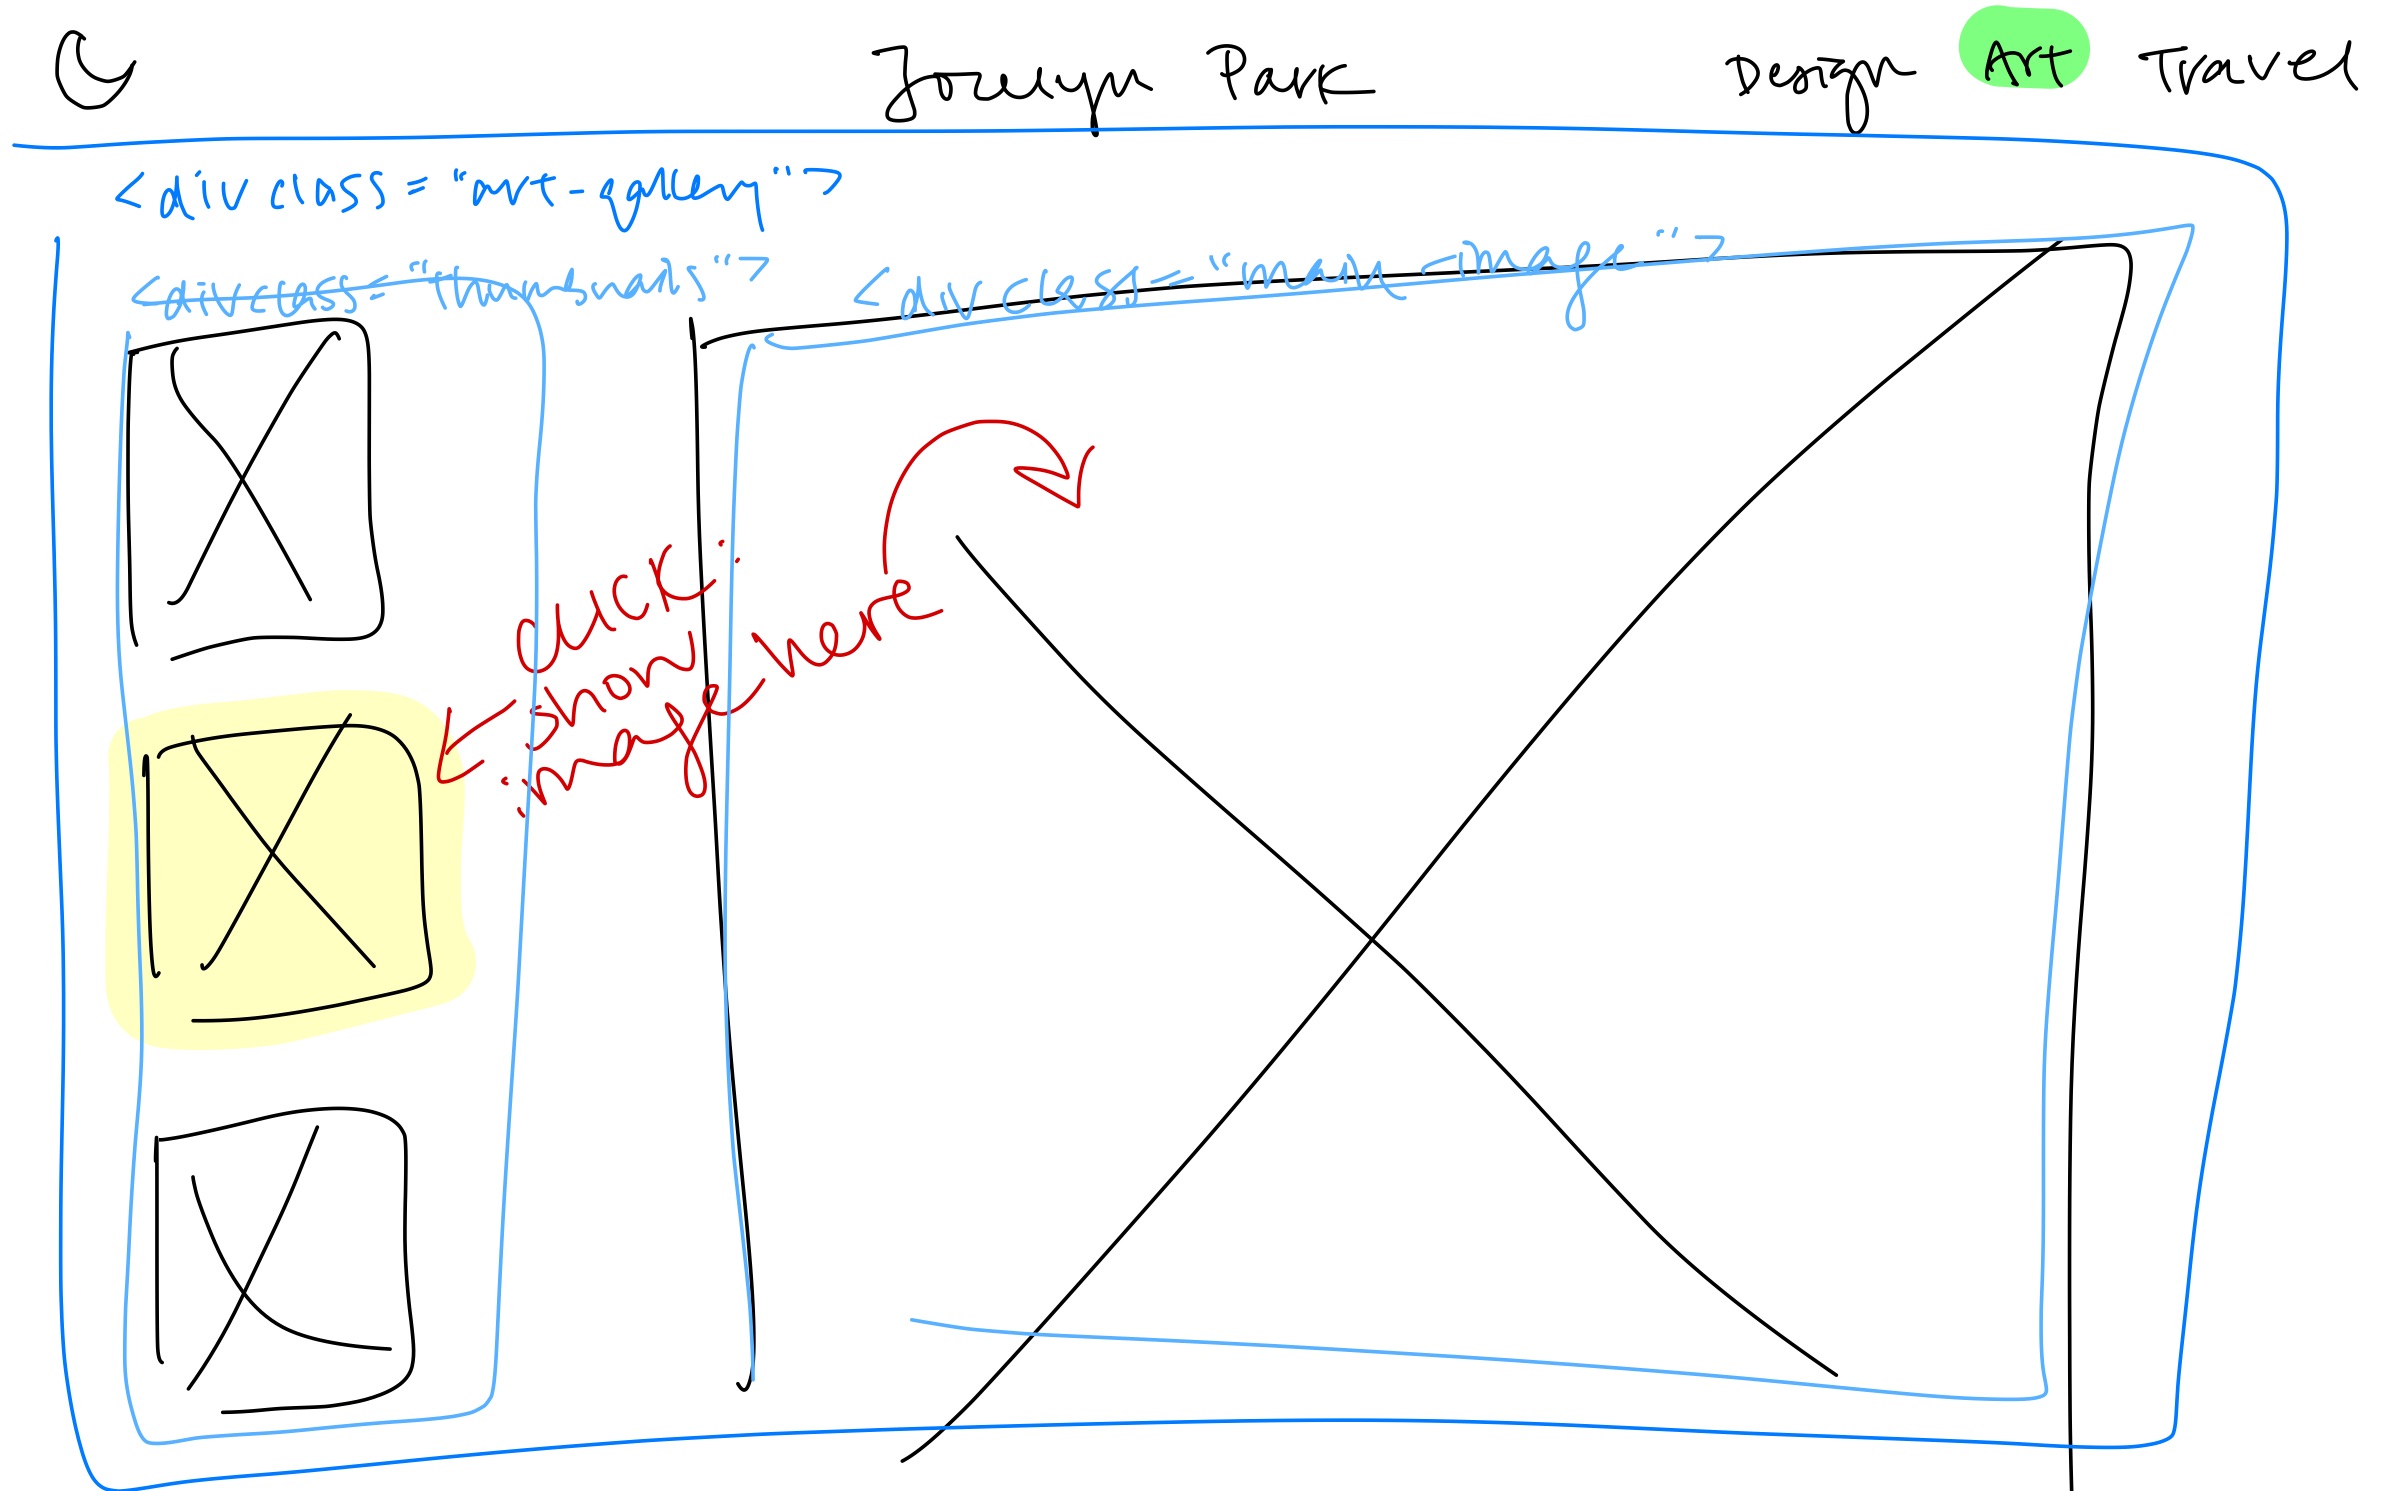 Park
Design Art Travel
<div class="art-gallery">
<div class="thumbnails">
<div class="main-image">
click:
show
image here